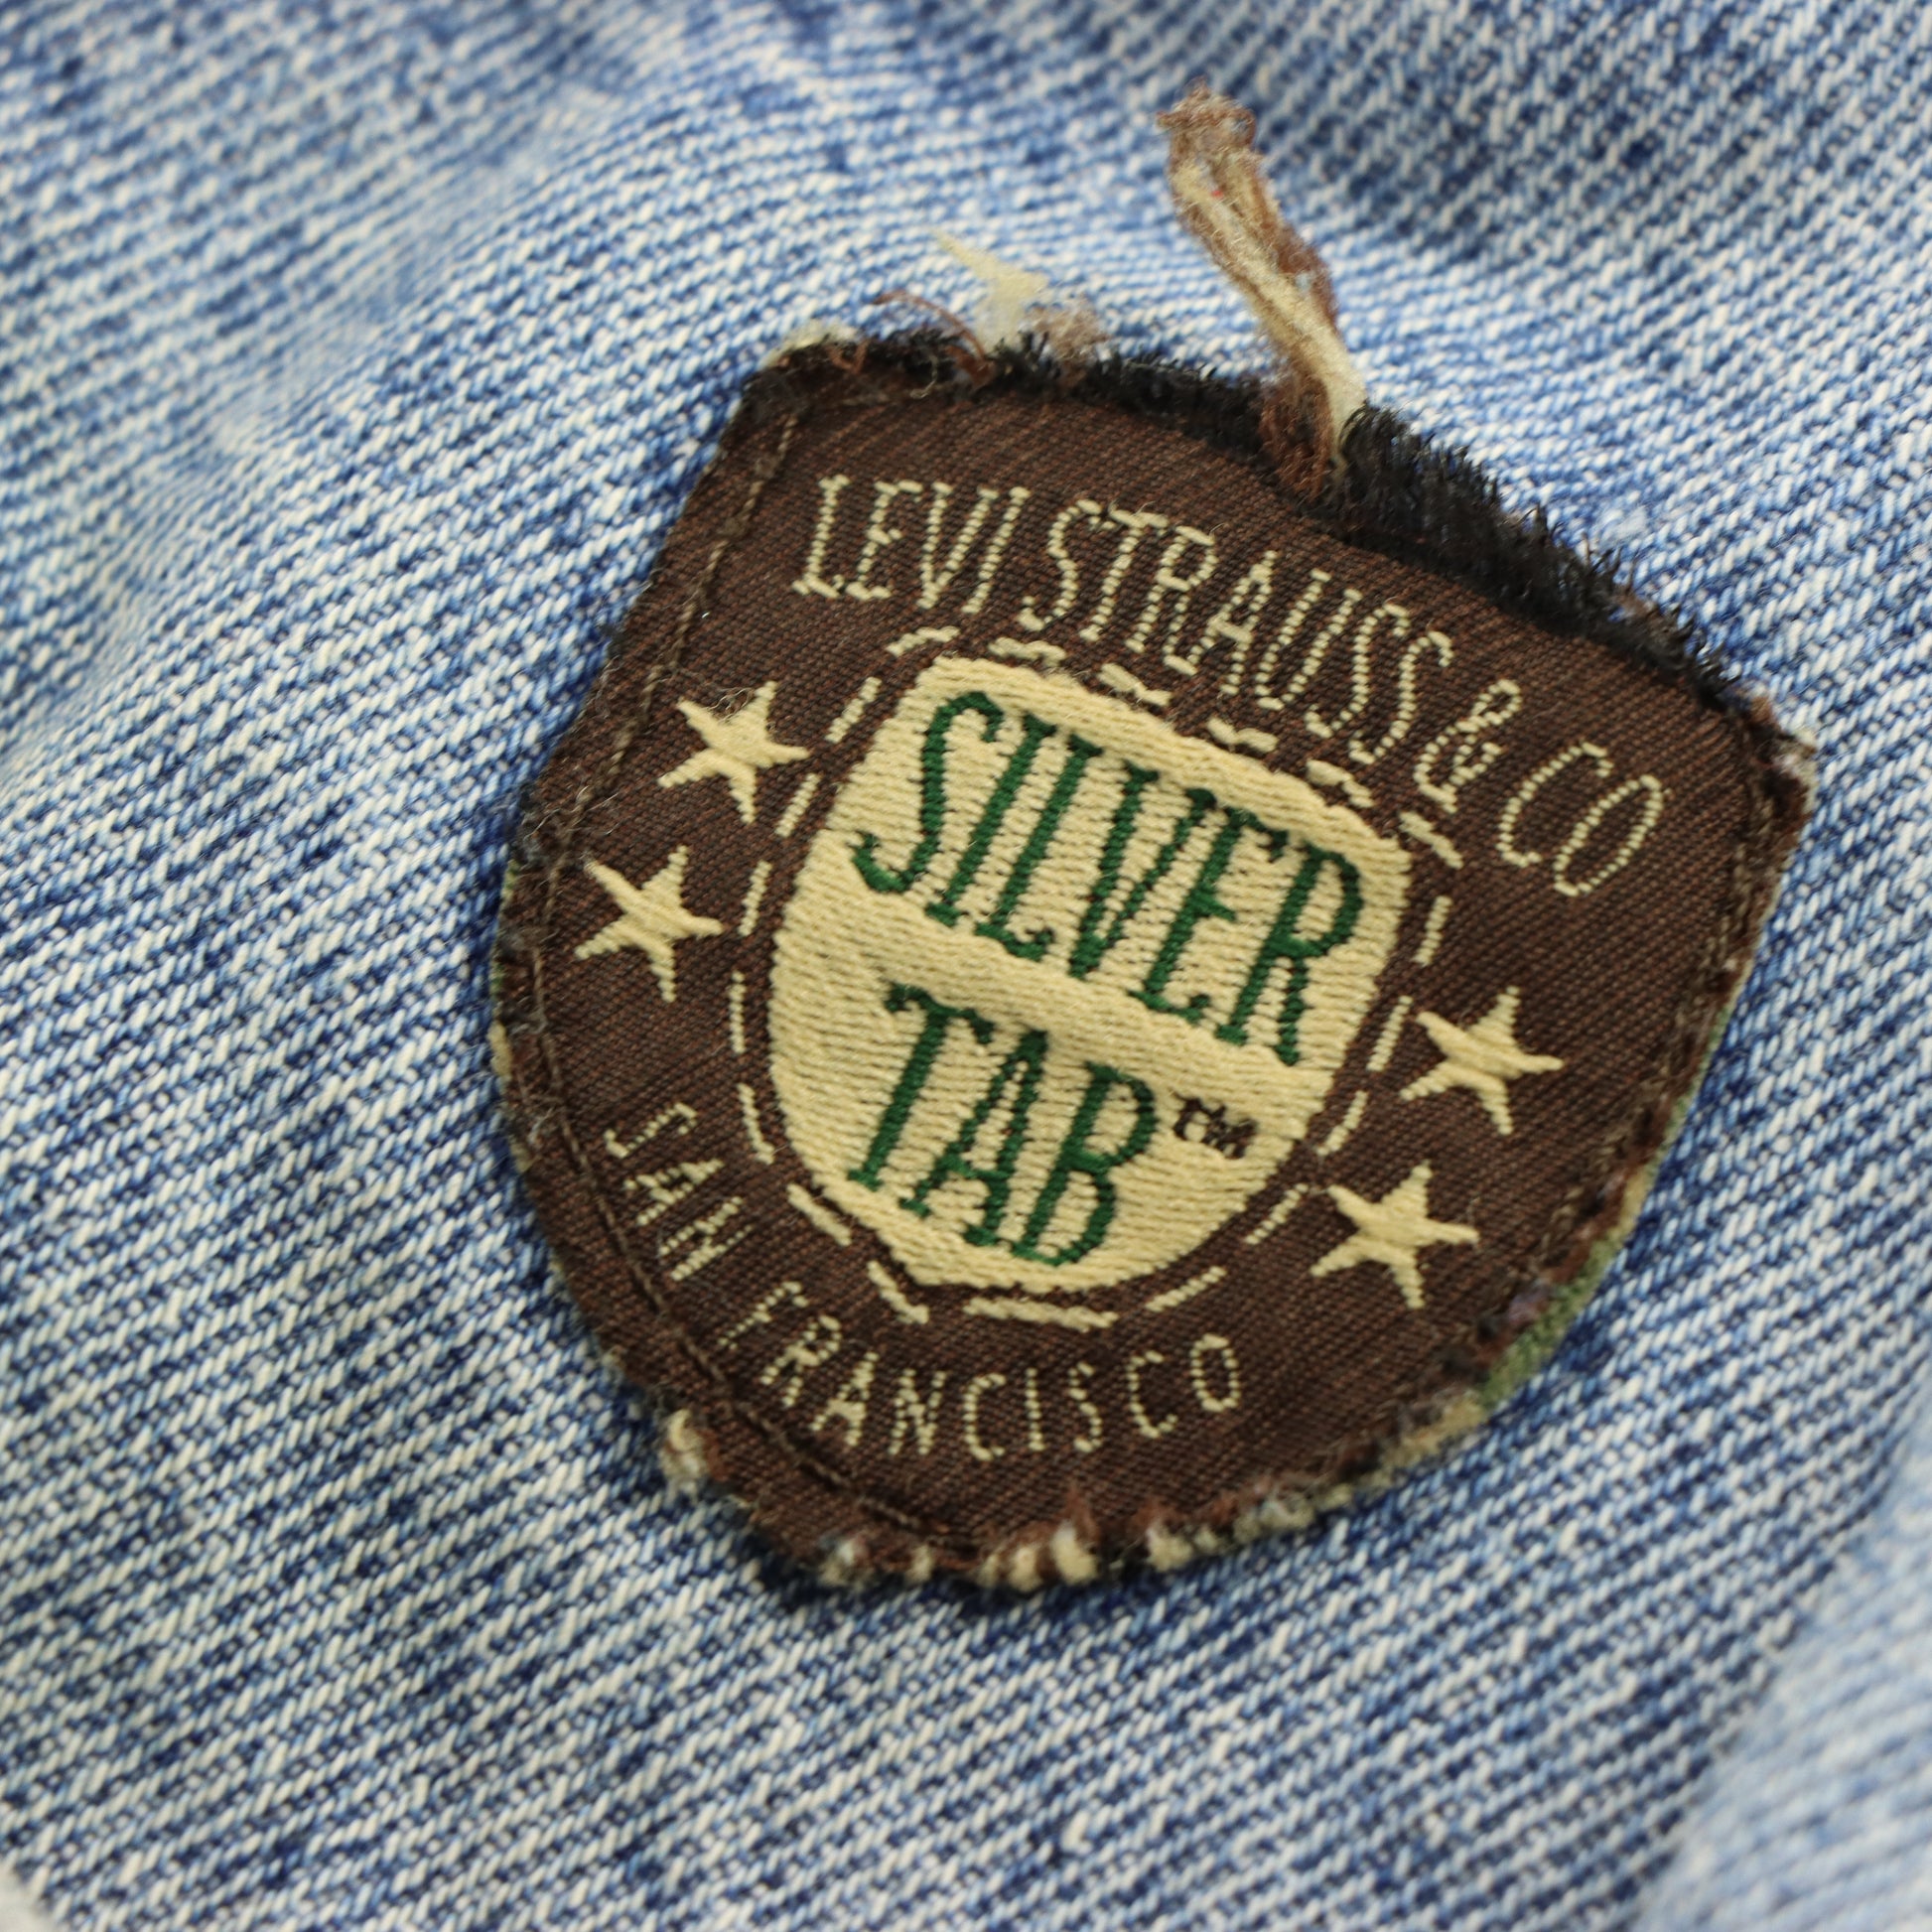 LEVI STRAUSS & CO
SILVER
TAB™
SAN FRANCISCO